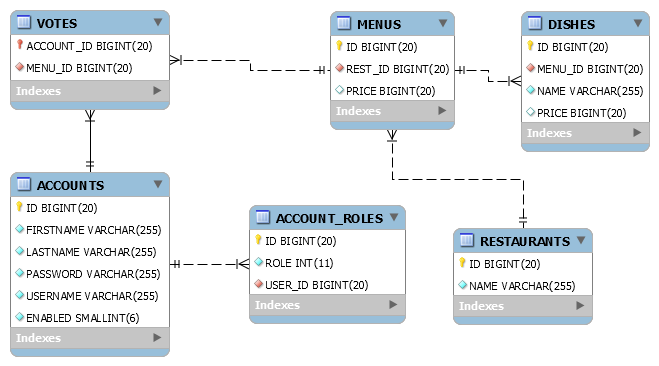 VOTES
ACCOUNT_ID BIGINT(20)
MENU_ID BIGINT(20)
Indexes
MENUS
ID BIGINT(20)
REST_ID BIGINT(20)
PRICE BIGINT(20)
Indexes
DISHES
ID BIGINT(20)
MENU_ID BIGINT(20)
NAME VARCHAR(255)
PRICE BIGINT(20)
Indexes
ACCOUNTS
ID BIGINT(20)
FIRSTNAME VARCHAR(255)
LASTNAME VARCHAR(255)
PASSWORD VARCHAR(255)
USERNAME VARCHAR(255)
ENABLED SMALLINT(6)
Indexes
ACCOUNT_ROLES
ID BIGINT(20)
ROLE INT(11)
USER_ID BIGINT(20)
Indexes
RESTAURANTS
ID BIGINT(20)
NAME VARCHAR(255)
Indexes